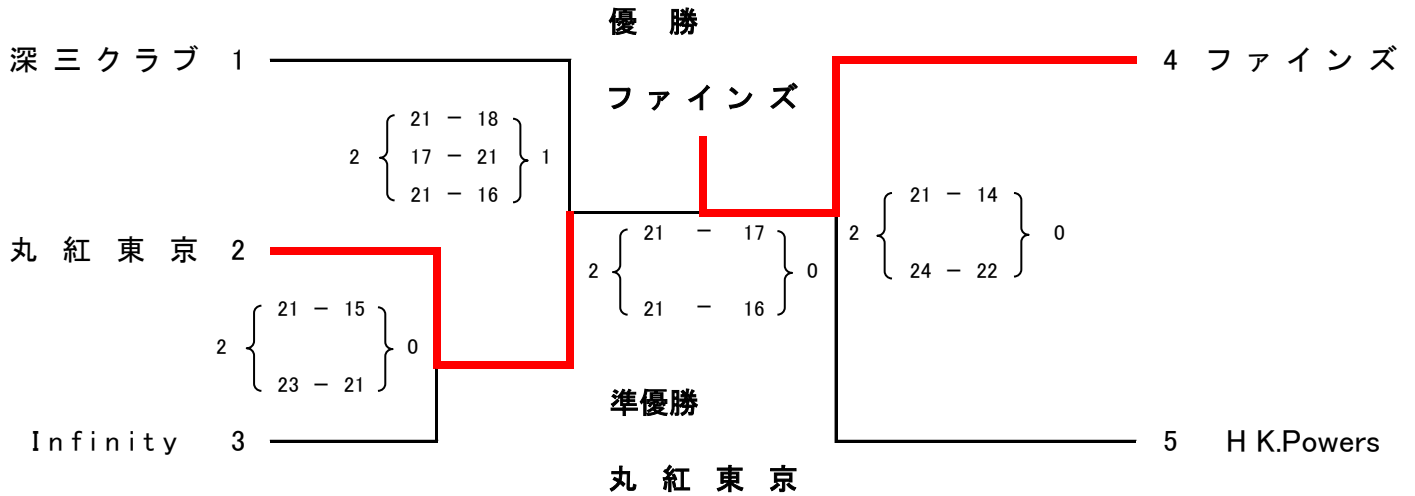 優 勝
深三クラブ 1
4 ファインズ
ファインズ
21 － 18
2 17 － 21 1
21 － 16
21 － 14
2 0
24 － 22
丸紅東京 2
21 － 17
2 0
21 － 16
21 － 15
2 0
23 － 21
準優勝
Infinity 3
5 H K.Powers
丸紅東京